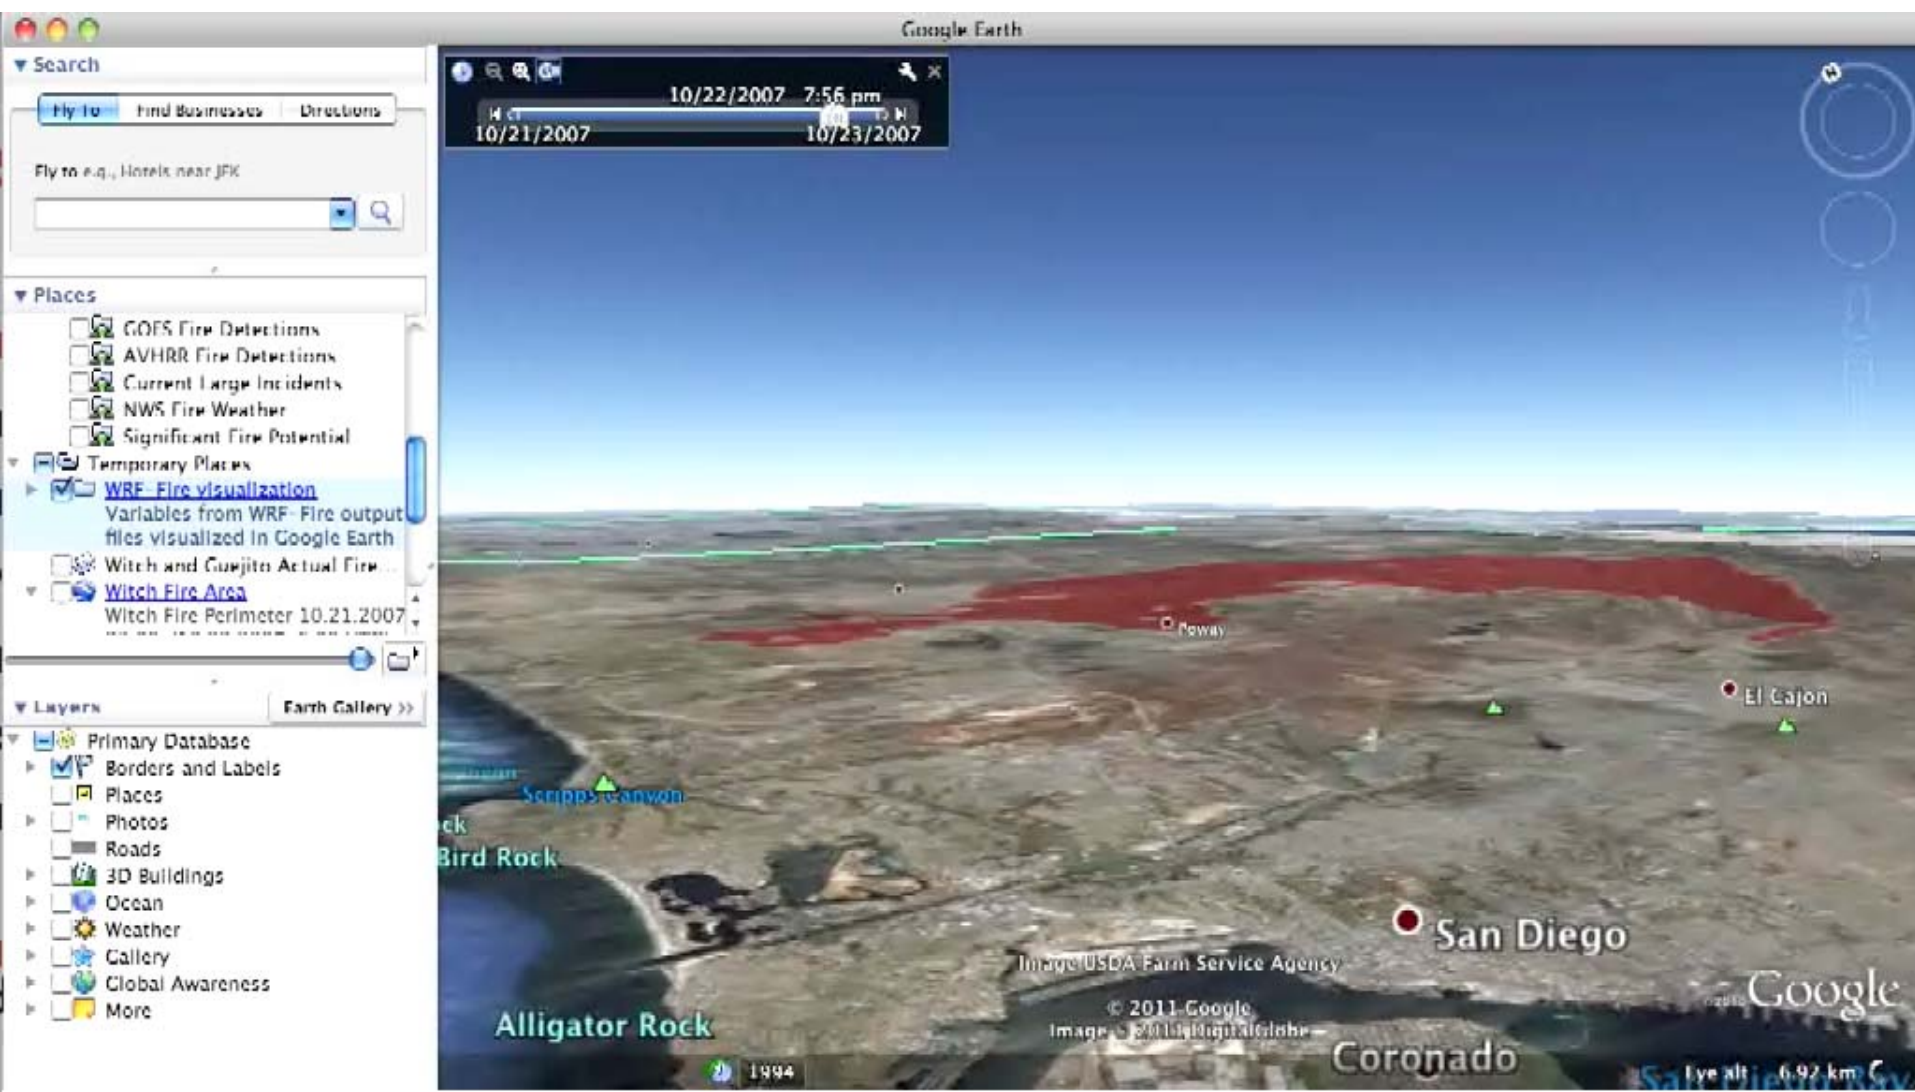 Google Earth
Search
Fly To Find Businesses Directions
Fly to e.g., Hotels near JFK
Places
GOES Fire Detections
AVHRR Fire Detections
Current Large Incidents
NWS Fire Weather
Significant Fire Potential
Temporary Places
WRF-Fire visualization
Variables from WRF-Fire output
files visualized in Google Earth
Witch and Guejito Actual Fire...
Witch Fire Area
Witch Fire Perimeter 10.21.2007
Layers Earth Gallery >>
Primary Database
Borders and Labels
Places
Photos
Roads
3D Buildings
Ocean
Weather
Gallery
Global Awareness
More
10/22/2007 7:56 pm
10/21/2007 10/23/2007
Poway
El Cajon
Scripps Canyon
ck
Bird Rock
San Diego
Image USDA Farm Service Agency
Google
© 2011 Google
Image © 2011 DigitalGlobe
Alligator Rock
Coronado
1994
Eye alt 6.92 km